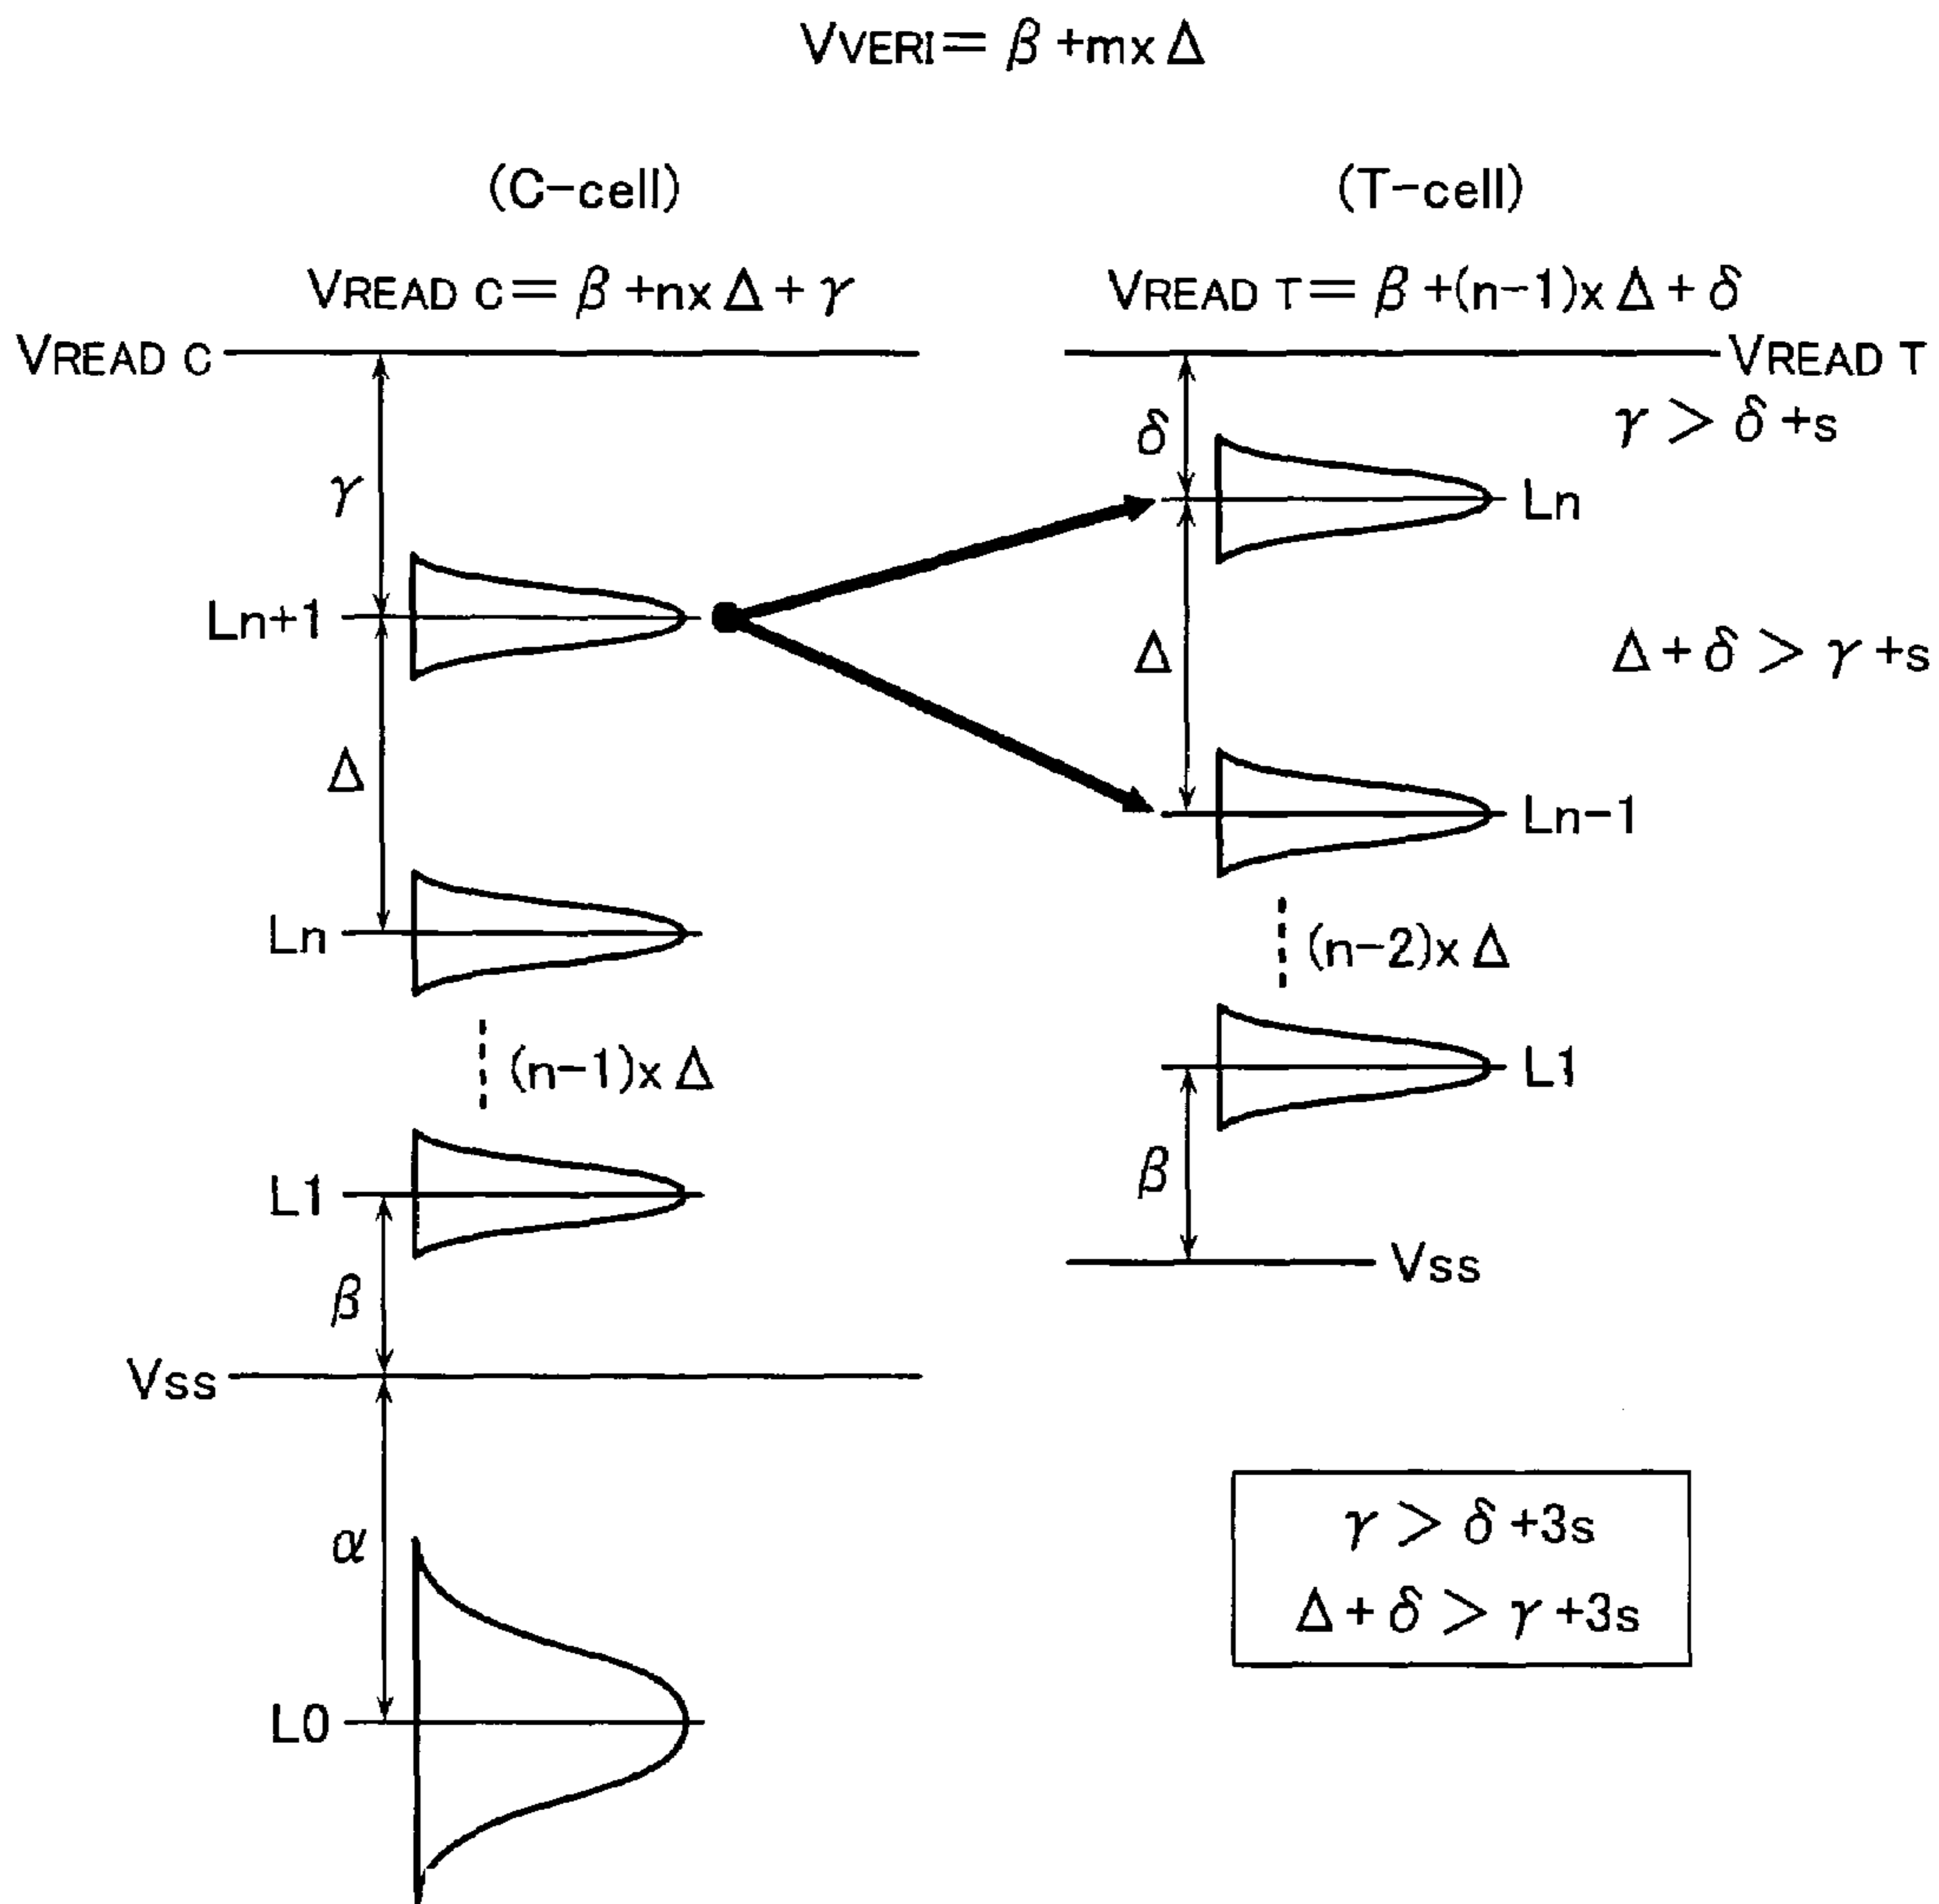 VVERI= β +mx Δ
(C-cell)
(T-cell)
VREAD C= β +nx Δ + γ
VREAD T= β +(n-1)x Δ + δ
VREAD C
VREAD T
γ > δ +s
δ
γ
Ln
Ln+1
Δ
Δ + δ > γ +s
Δ
Ln-1
Ln
(n-2)x Δ
(n-1)x Δ
L1
L1
β
β
Vss
Vss
α
γ > δ +3s
Δ + δ > γ +3s
L0